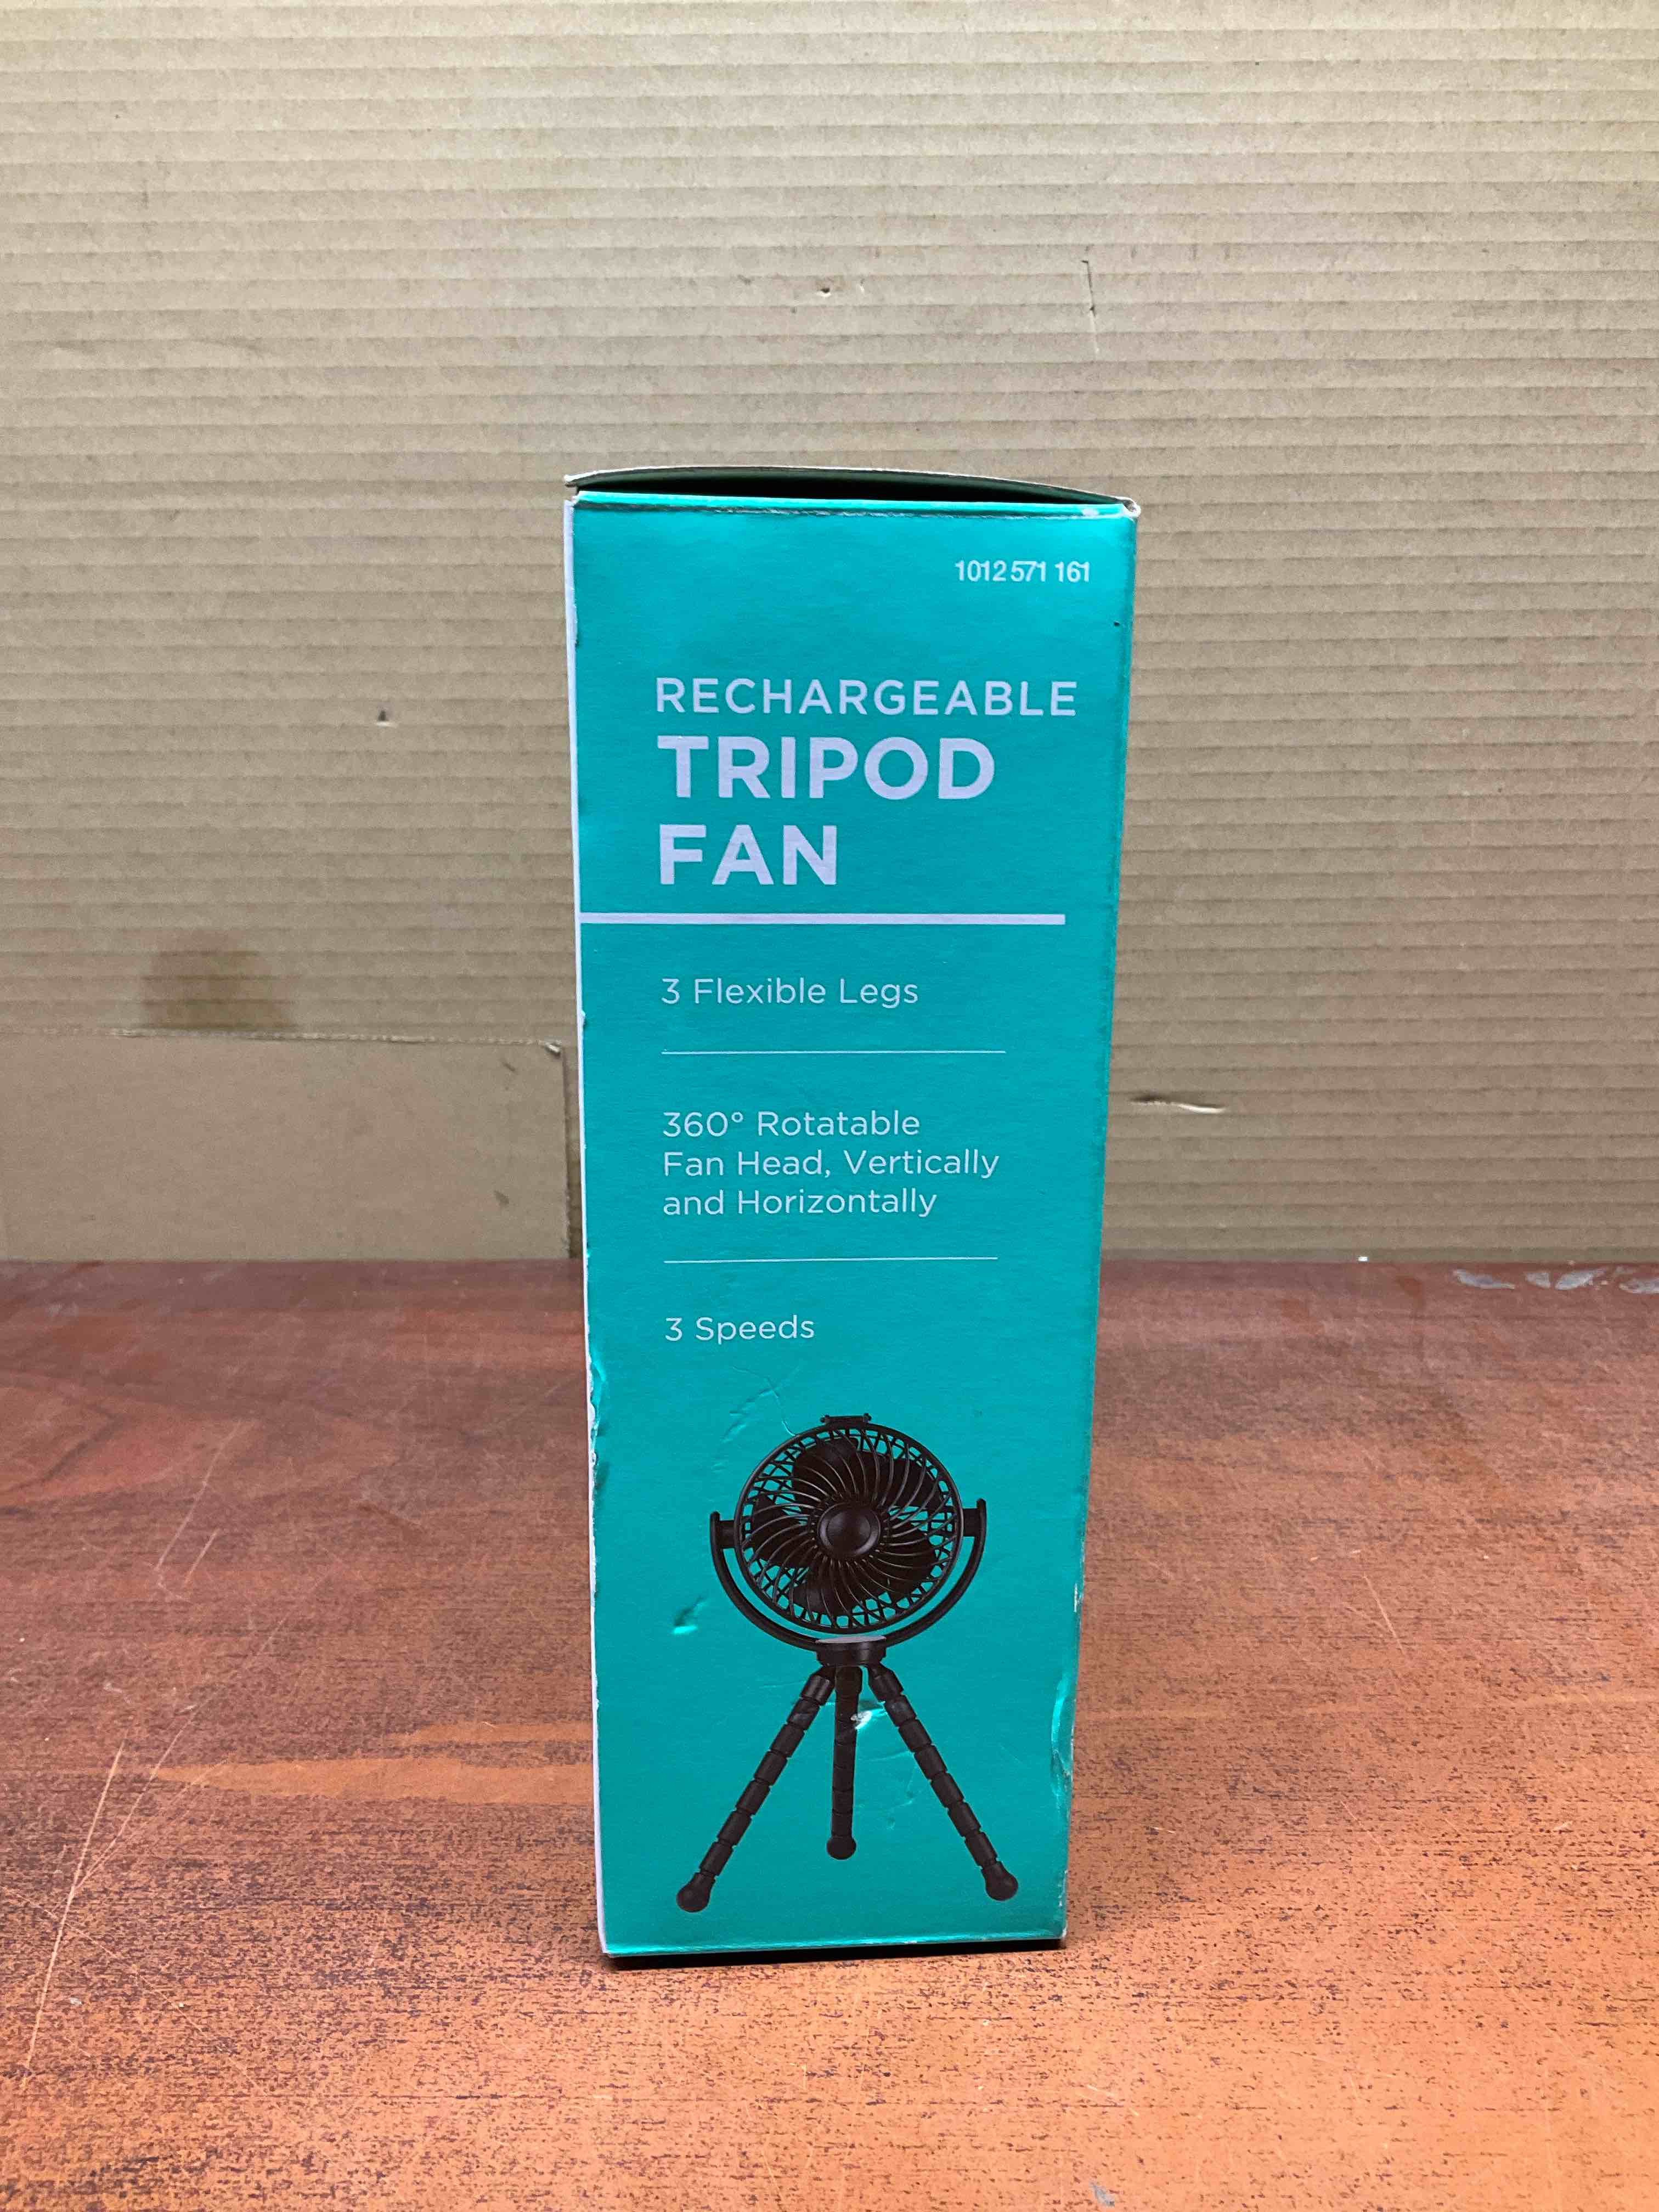 1012 571 161
RECHARGEABLE
TRIPOD
FAN
3 Flexible Legs
360° Rotatable
Fan Head, Vertically
and Horizontally
3 Speeds